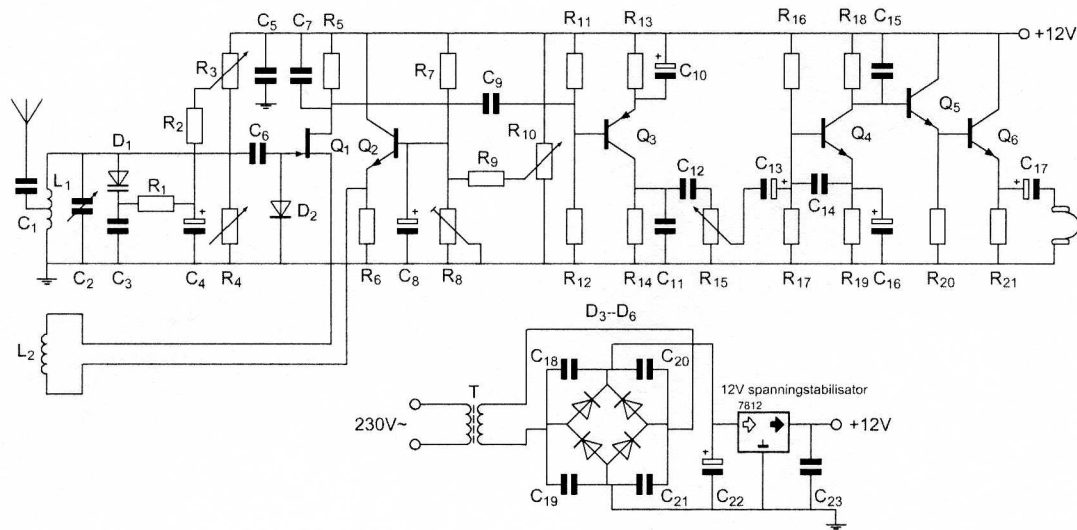 R11 R13 R16 R18 C15
C5 C7 R5 +12V
R3 R7 C9 C10
R2 R10 Q5
D1 C6 Q1 Q2 Q3 Q4 Q6
R9 C12 C13 C17
L1 R1 + D2 + C14 + +
C1
C2 C3 C4 R4 R6 C8 R8 R12 R14 C11 R15 R17 R19 C16 R20 R21
D3--D6
L2
C18 C20
T 12V spanningstabilisator
7812
230V~ +12V
+
C19 C21 C22 C23